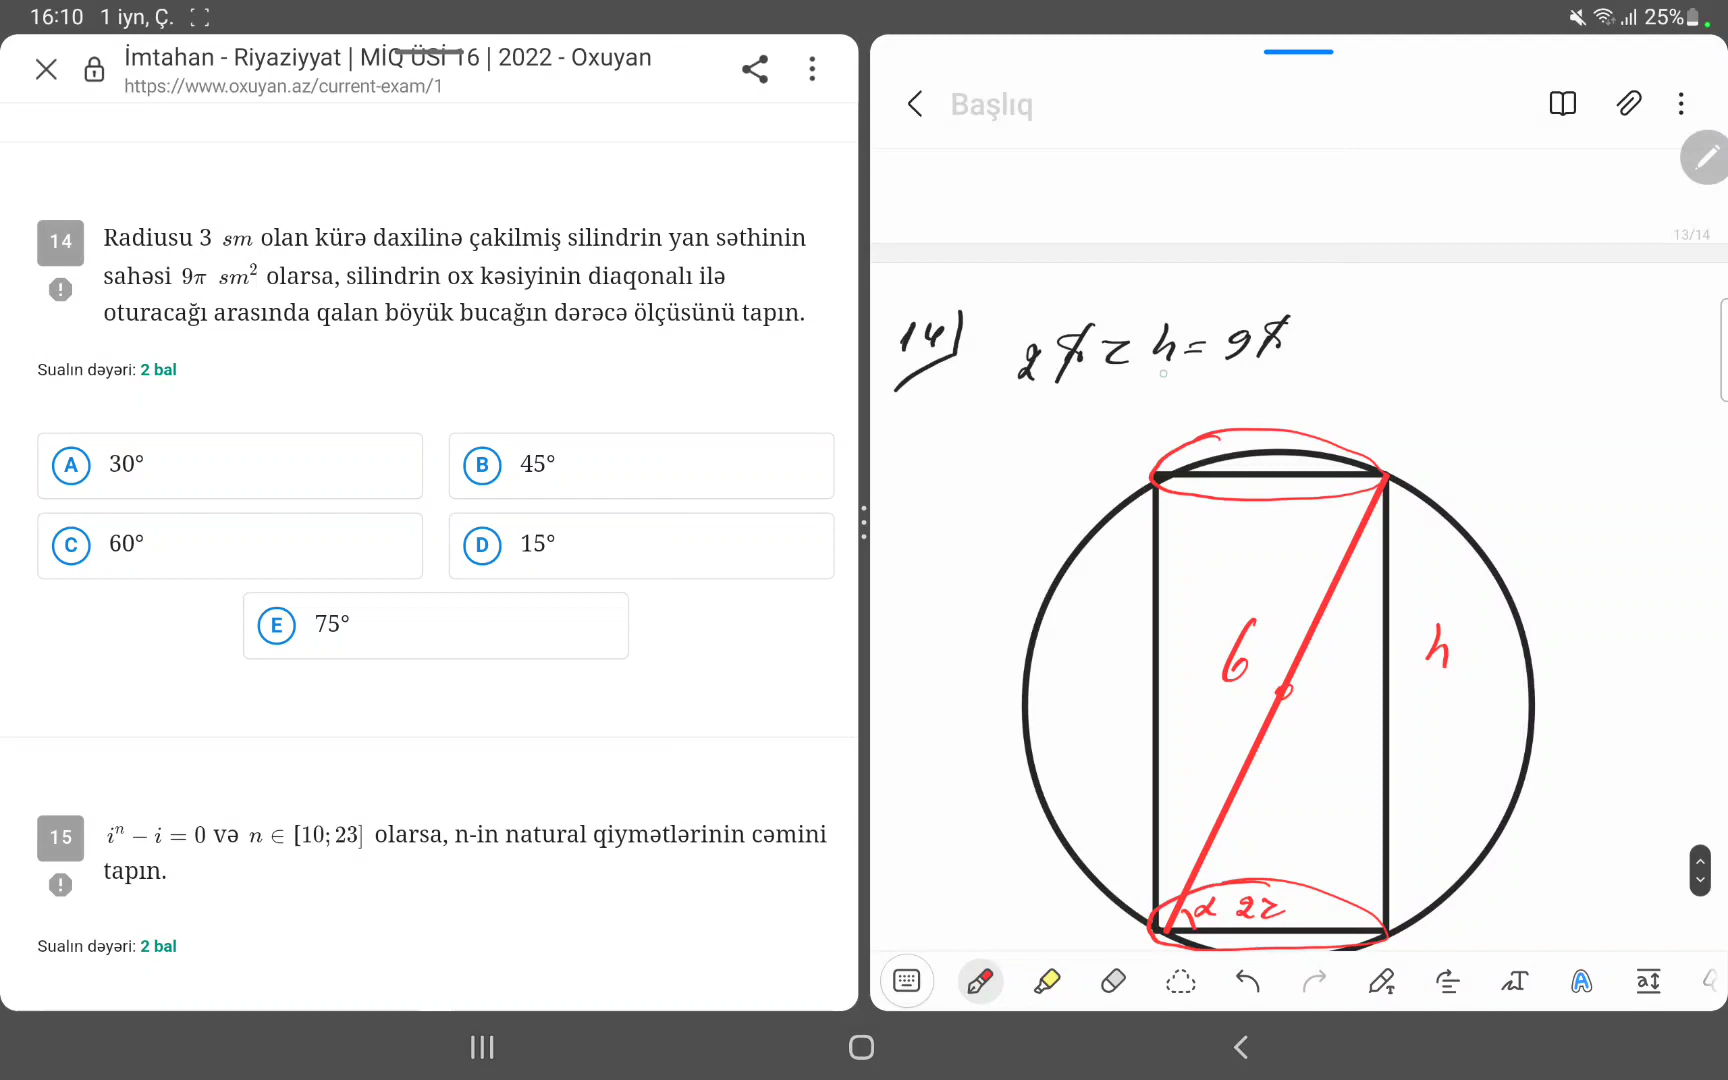 16:10 1 iyn, Ç.
25%
İmtahan - Riyaziyyat | MİQ ÜSİ 16 | 2022 - Oxuyan
https://www.oxuyan.az/current-exam/1
14
Radiusu 3 sm olan kürə daxilinə çəkilmiş silindrin yan səthinin
sahəsi 9π sm² olarsa, silindrin ox kəsiyinin diaqonalı ilə
oturacağı arasında qalan böyük bucağın dərəcə ölçüsünü tapın.
Sualın dəyəri: 2 bal
A 30°
B 45°
C 60°
D 15°
E 75°
15
iⁿ − i = 0 və n ∈ [10; 23] olarsa, n-in natural qiymətlərinin cəmini
tapın.
Sualın dəyəri: 2 bal
Başlıq
13/14
14) 2πr h = 9π
6
h
α 2r